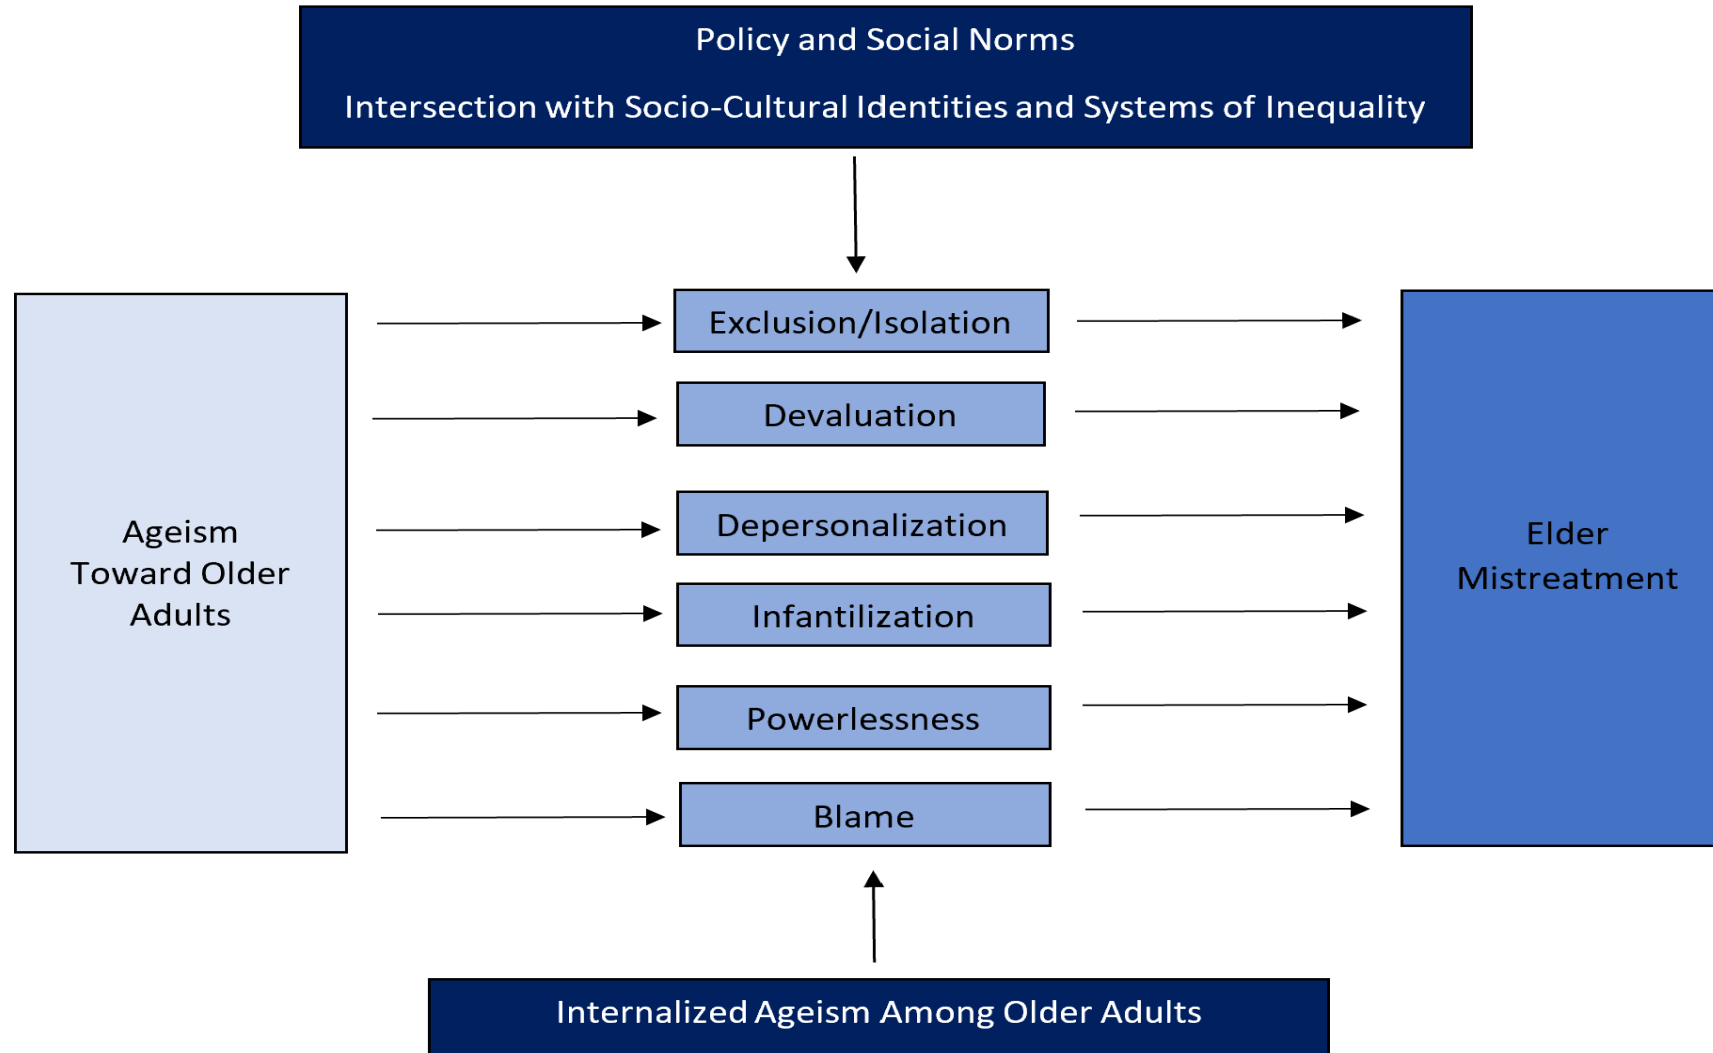 Policy and Social Norms
Intersection with Socio-Cultural Identities and Systems of Inequality
Ageism
Toward Older
Adults
Exclusion/Isolation
Devaluation
Depersonalization
Infantilization
Powerlessness
Blame
Elder
Mistreatment
Internalized Ageism Among Older Adults